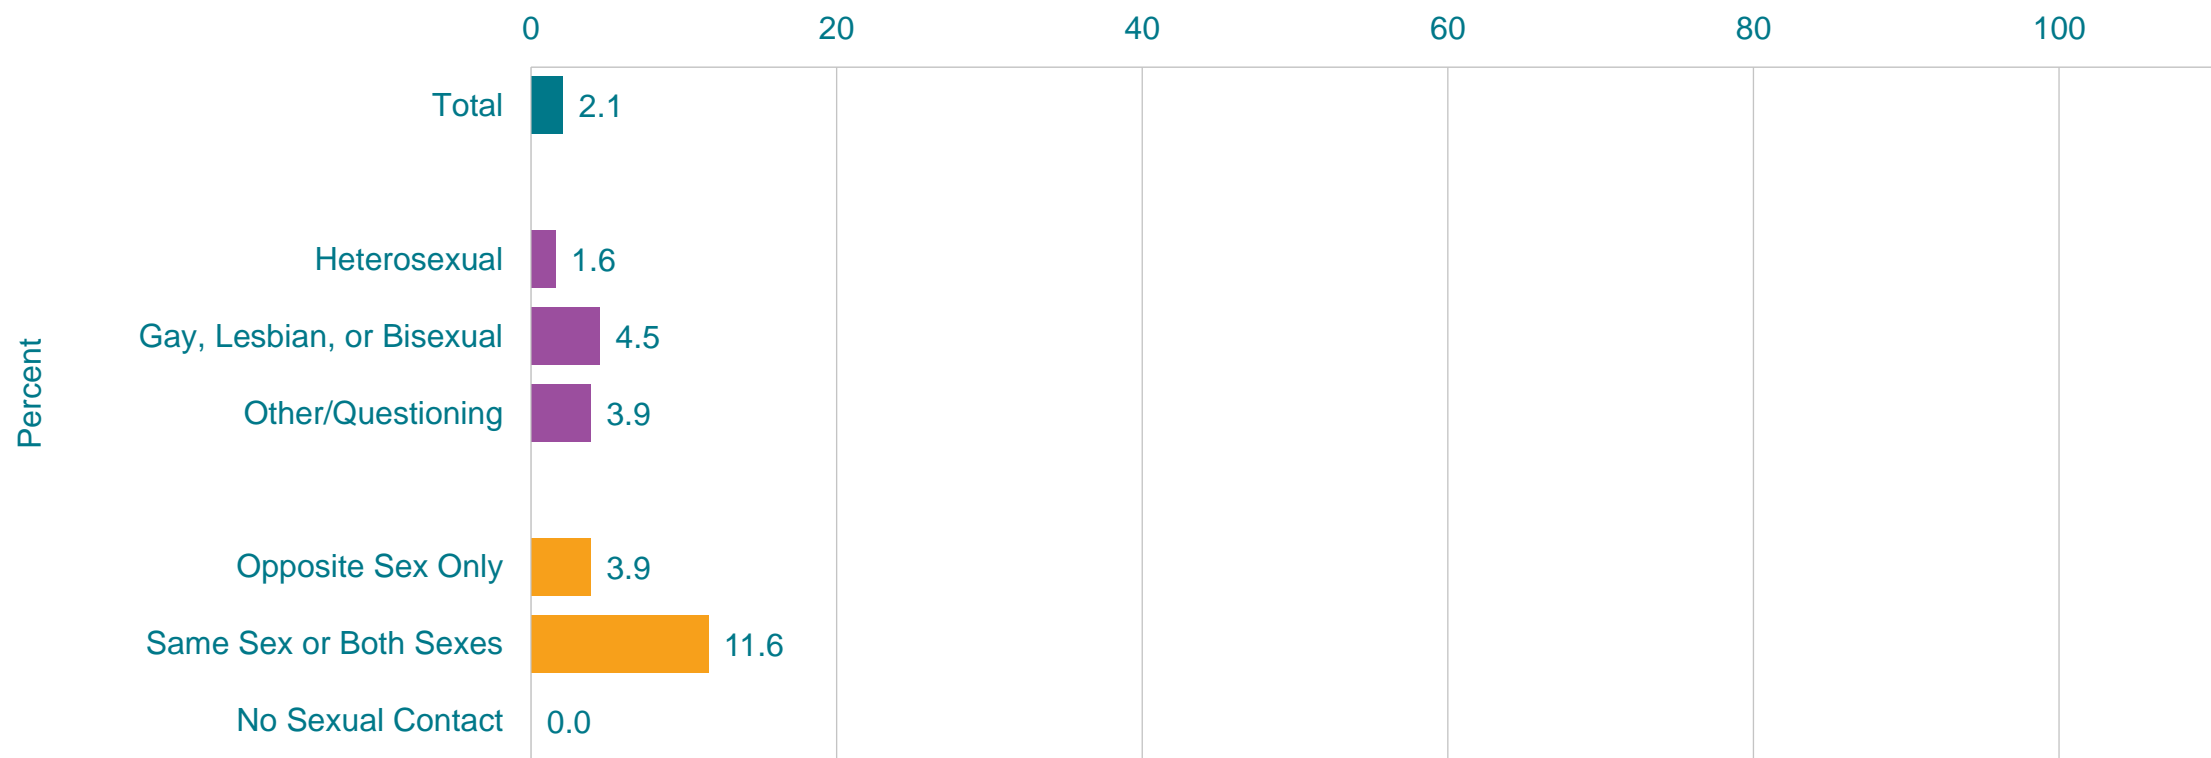 0 20 40 60 80 100
Total 2.1
Heterosexual 1.6
Gay, Lesbian, or Bisexual 4.5
Other/Questioning 3.9
Opposite Sex Only 3.9
Same Sex or Both Sexes 11.6
No Sexual Contact 0.0
Percent